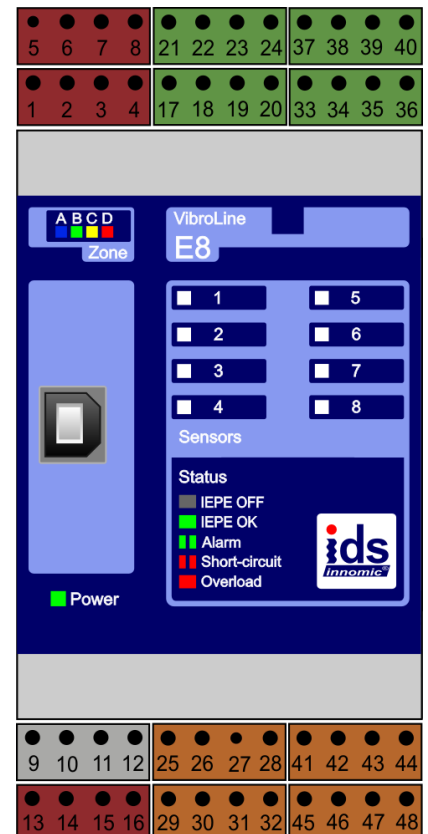 5 6 7 8 21 22 23 24 37 38 39 40
1 2 3 4 17 18 19 20 33 34 35 36
A B C D
Zone
VibroLine
E8
1 5
2 6
3 7
4 8
Sensors
Status
IEPE OFF
IEPE OK
Alarm
Short-circuit
Overload
ids
innomic®
Power
9 10 11 12 25 26 27 28 41 42 43 44
13 14 15 16 29 30 31 32 45 46 47 48